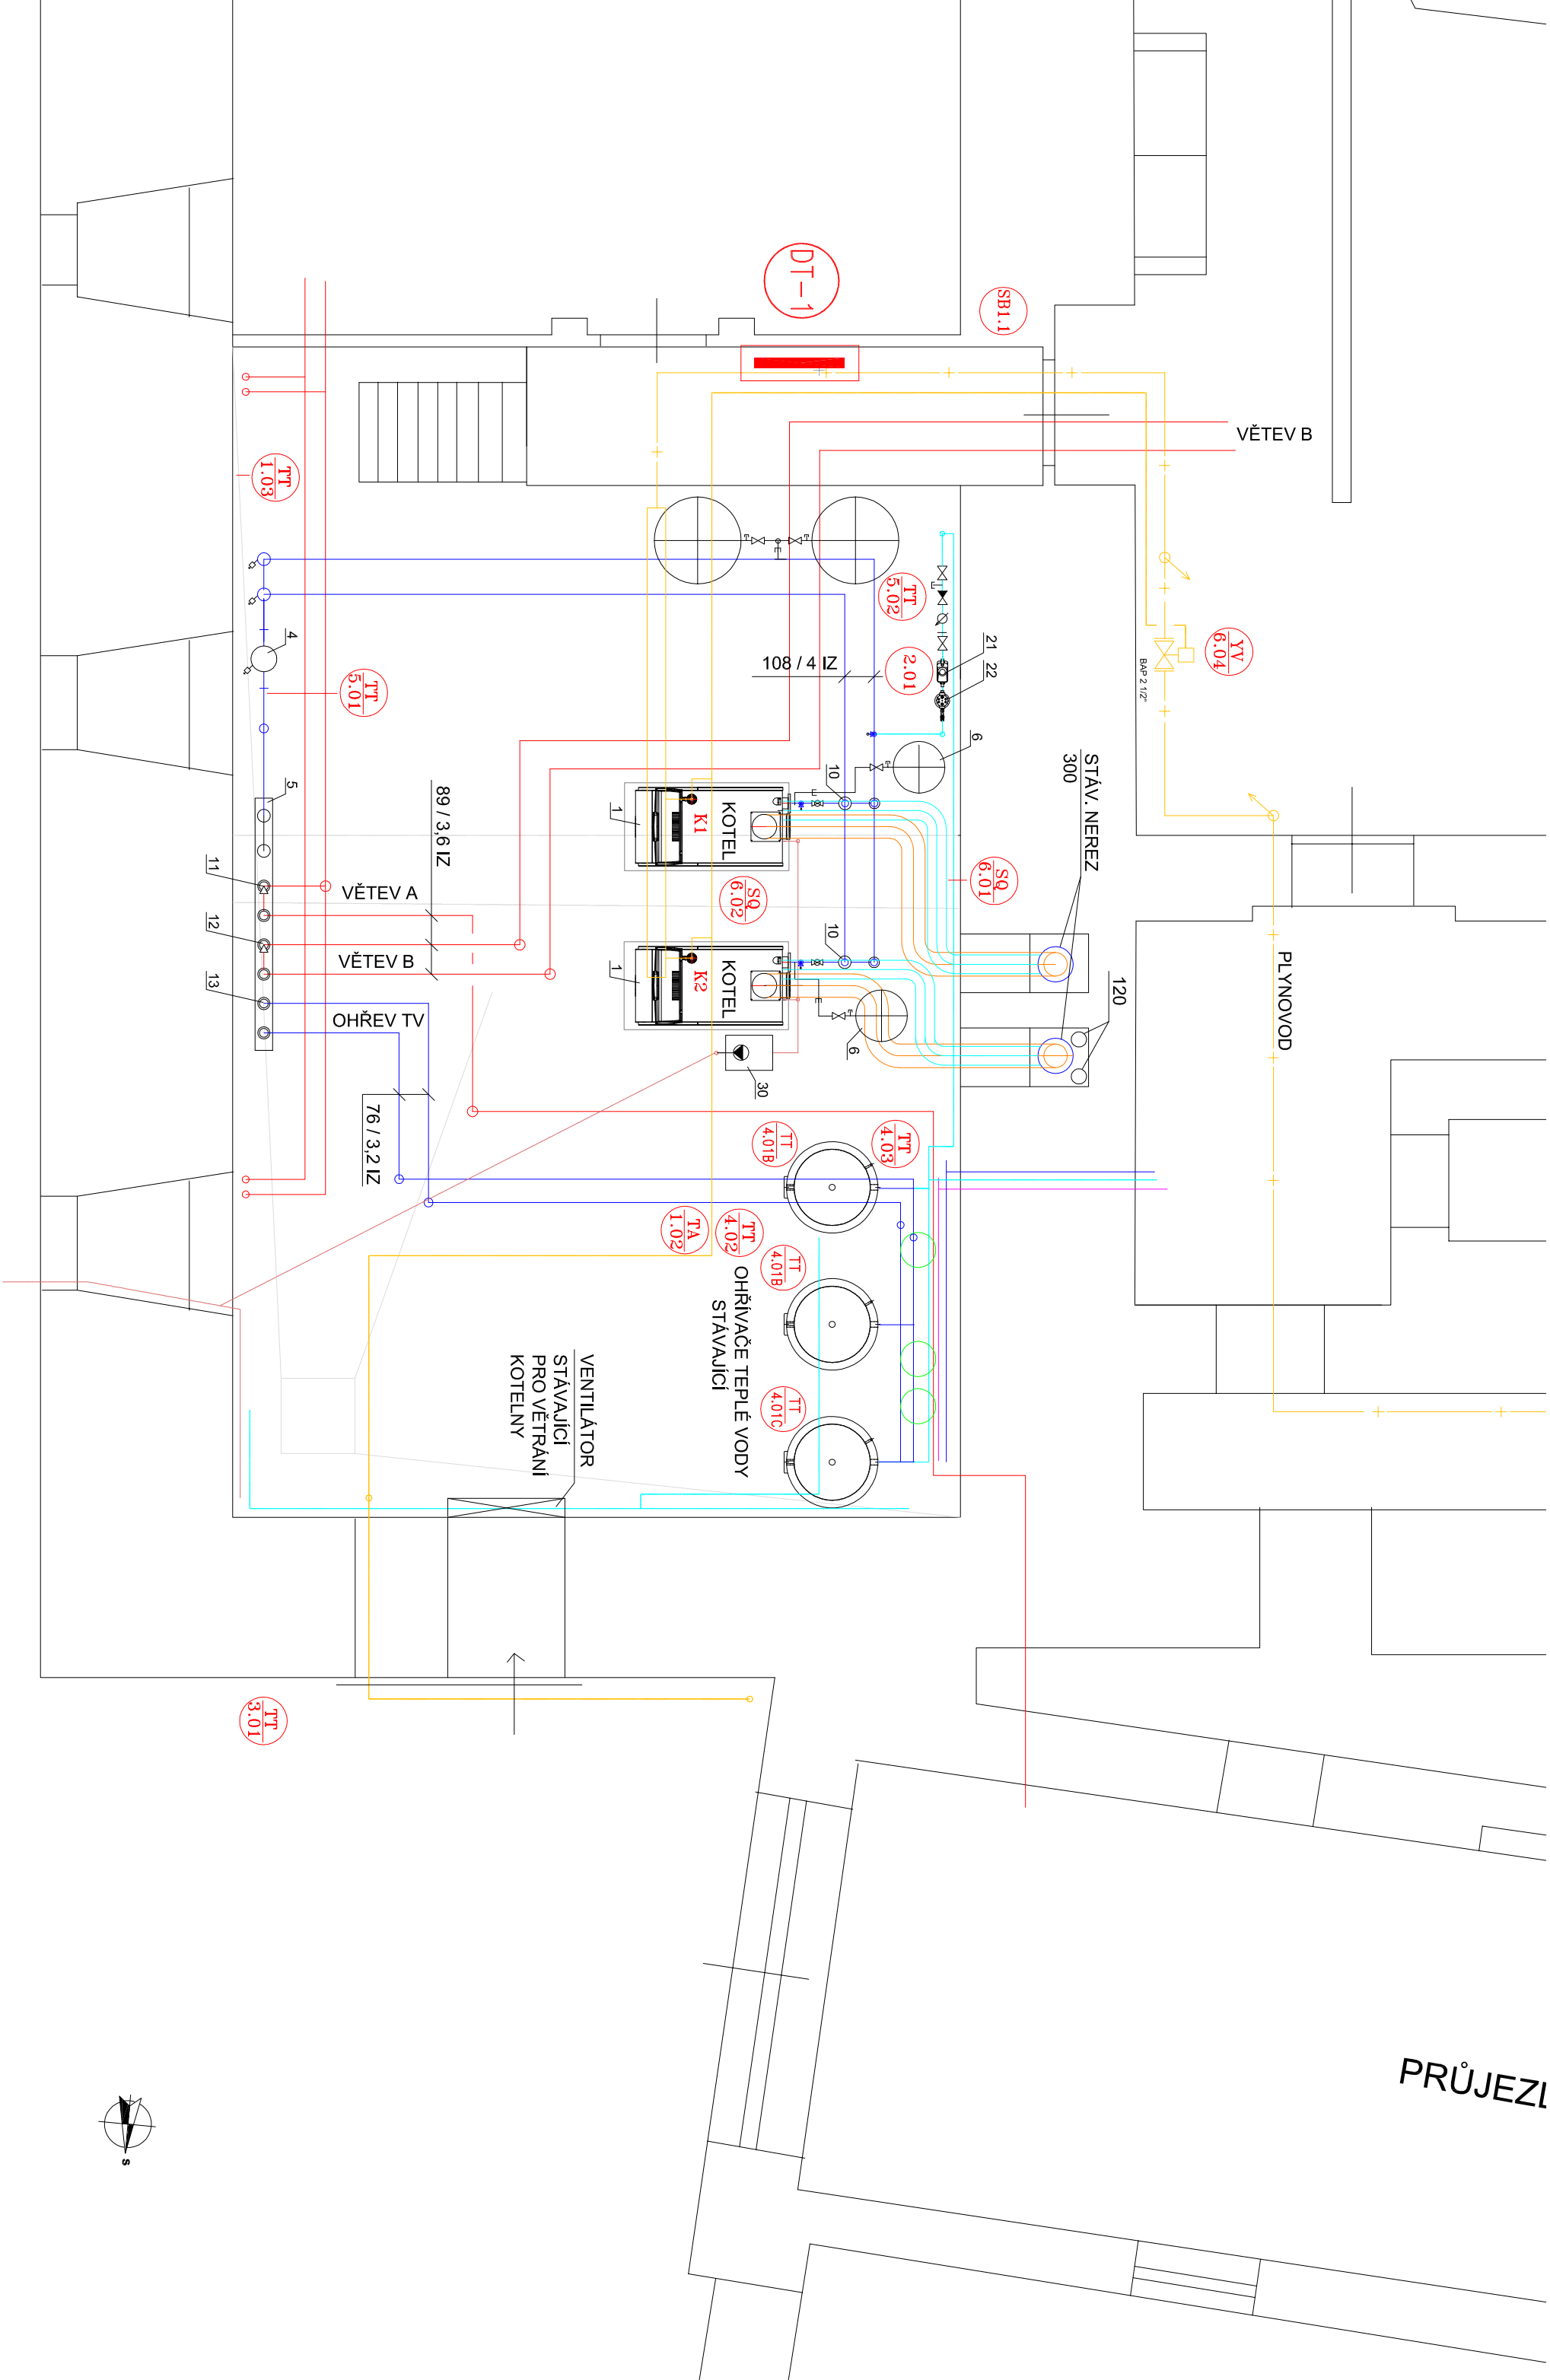 DT-1
SB1.1
VĚTEV B
TT
1.03
TT
5.02
YV
6.04
BAP 2 1/2"
4
TT
5.01
108 / 4 IZ
2.01
21
22
6
STÁV. NEREZ
300
10
5
89 / 3,6 IZ
1
K1
KOTEL
11
VĚTEV A
SQ
6.02
SQ
6.01
12
VĚTEV B
1
K2
KOTEL
10
13
OHŘEV TV
6
120
PLYNOVOD
30
76 / 3,2 IZ
TT
4.01B
TT
4.03
TA
1.02
TT
4.02
TT
4.01B
OHŘÍVAČE TEPLÉ VODY
STÁVAJÍCÍ
VENTILÁTOR
STÁVAJÍCÍ
PRO VĚTRÁNÍ
KOTELNY
TT
4.01C
TT
3.01
S